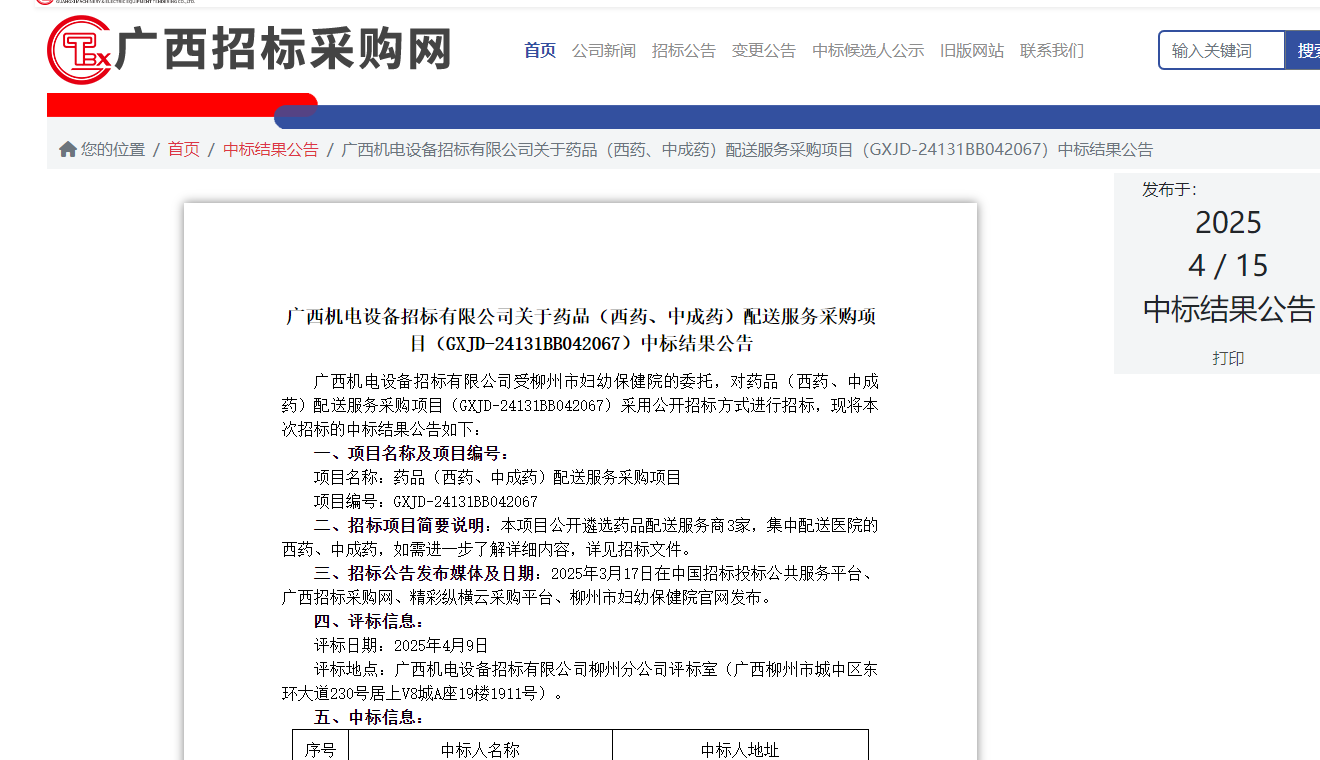 GUANGXI MACHINERY & ELECTRIC EQUIPMENT TENDERING CO., LTD.
TBX 广西招标采购网
首页 公司新闻 招标公告 变更公告 中标候选人公示 旧版网站 联系我们
输入关键词 搜索
您的位置 / 首页 / 中标结果公告 / 广西机电设备招标有限公司关于药品（西药、中成药）配送服务采购项目（GXJD-24131BB042067）中标结果公告
发布于：
2025
4 / 15
中标结果公告
打印
广西机电设备招标有限公司关于药品（西药、中成药）配送服务采购项
目（GXJD-24131BB042067）中标结果公告
广西机电设备招标有限公司受柳州市妇幼保健院的委托，对药品（西药、中成
药）配送服务采购项目（GXJD-24131BB042067）采用公开招标方式进行招标，现将本
次招标的中标结果公告如下：
一、项目名称及项目编号：
项目名称：药品（西药、中成药）配送服务采购项目
项目编号：GXJD-24131BB042067
二、招标项目简要说明：本项目公开遴选药品配送服务商3家，集中配送医院的
西药、中成药，如需进一步了解详细内容，详见招标文件。
三、招标公告发布媒体及日期：2025年3月17日在中国招标投标公共服务平台、
广西招标采购网、精彩纵横云采购平台、柳州市妇幼保健院官网发布。
四、评标信息：
评标日期：2025年4月9日
评标地点：广西机电设备招标有限公司柳州分公司评标室（广西柳州市城中区东
环大道230号居上V8城A座19楼1911号）。
五、中标信息：
序号 中标人名称 中标人地址